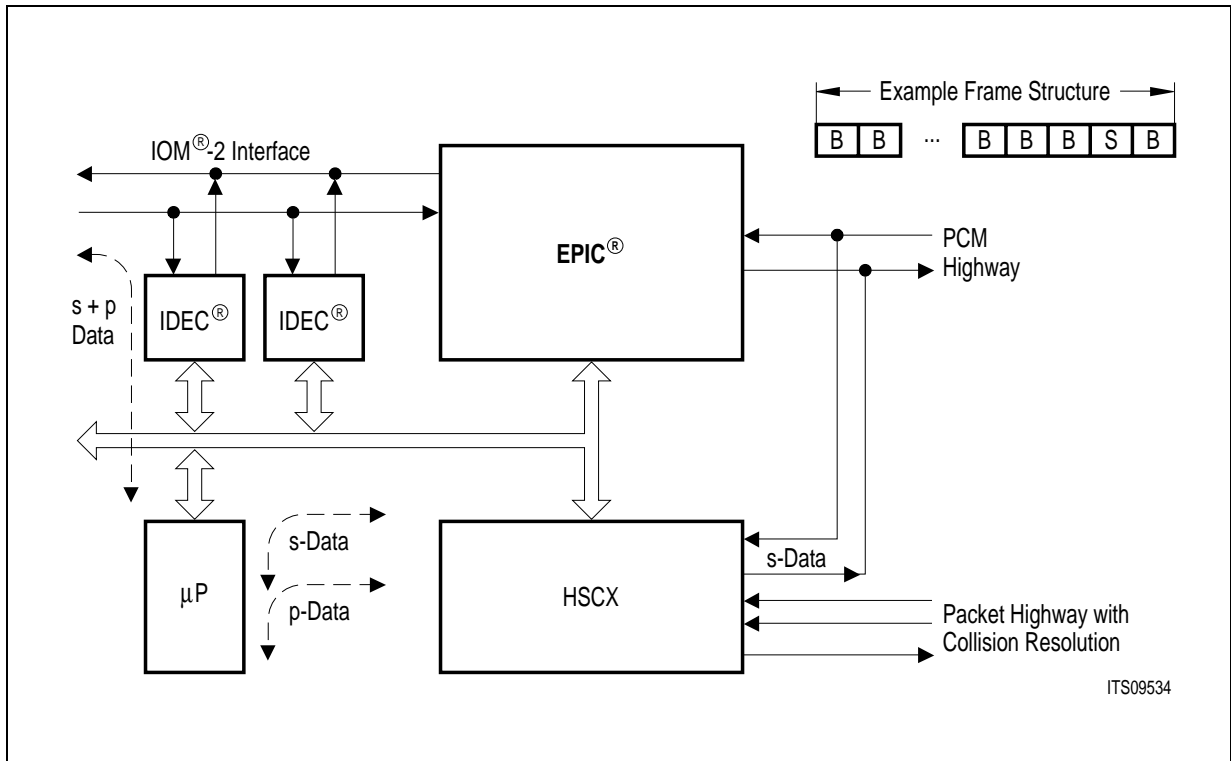 Example Frame Structure
B B ... B B B S B
IOM®-2 Interface
EPIC®
PCM
Highway
s + p
Data
IDEC®
IDEC®
s-Data
p-Data
µP
HSCX
s-Data
Packet Highway with
Collision Resolution
ITS09534